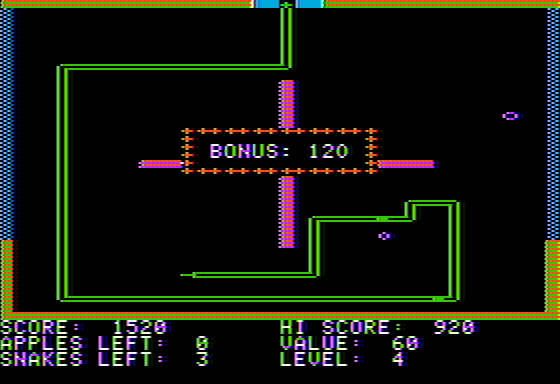 BONUS: 120
SCORE: 1520 HI SCORE: 920
APPLES LEFT: 0 VALUE: 60
SNAKES LEFT: 3 LEVEL: 4